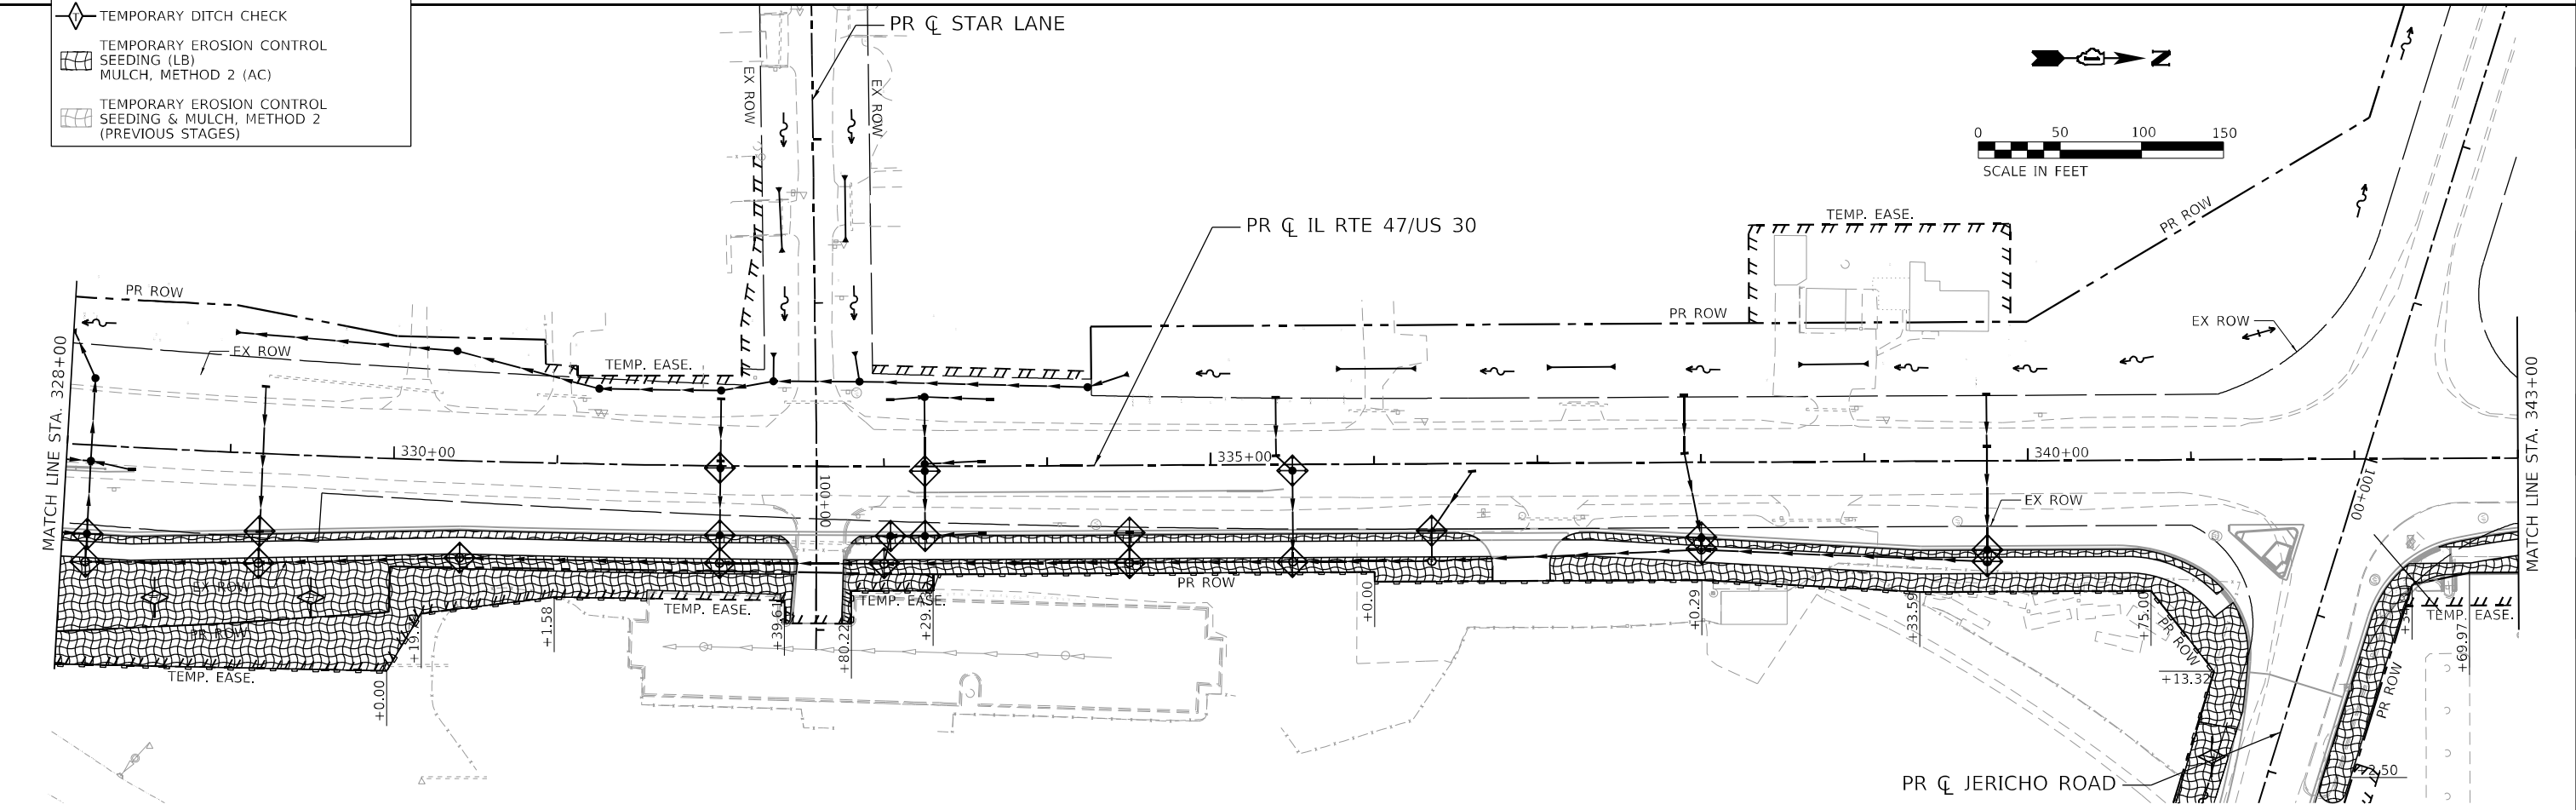 T
TEMPORARY DITCH CHECK
TEMPORARY EROSION CONTROL
SEEDING (LB)
MULCH, METHOD 2 (AC)
TEMPORARY EROSION CONTROL
SEEDING & MULCH, METHOD 2
(PREVIOUS STAGES)
PR ℄ STAR LANE
EX ROW
EX ROW
N
0 50 100 150
SCALE IN FEET
PR ℄ IL RTE 47/US 30
TEMP. EASE.
PR ROW
PR ROW
PR ROW
EX ROW
EX ROW
TEMP. EASE.
MATCH LINE STA. 328+00
MATCH LINE STA. 343+00
330+00
335+00
340+00
100+00
100+00
EX ROW
EX ROW
PR ROW
TEMP. EASE.
TEMP. EASE.
TEMP. EASE.
PR ROW
TEMP. EASE.
+0.00
+1.58
+80.22
+0.00
+0.29
+33.59
+75.00
PR ROW
+13.32
PR ROW
+69.97
PR ℄ JERICHO ROAD